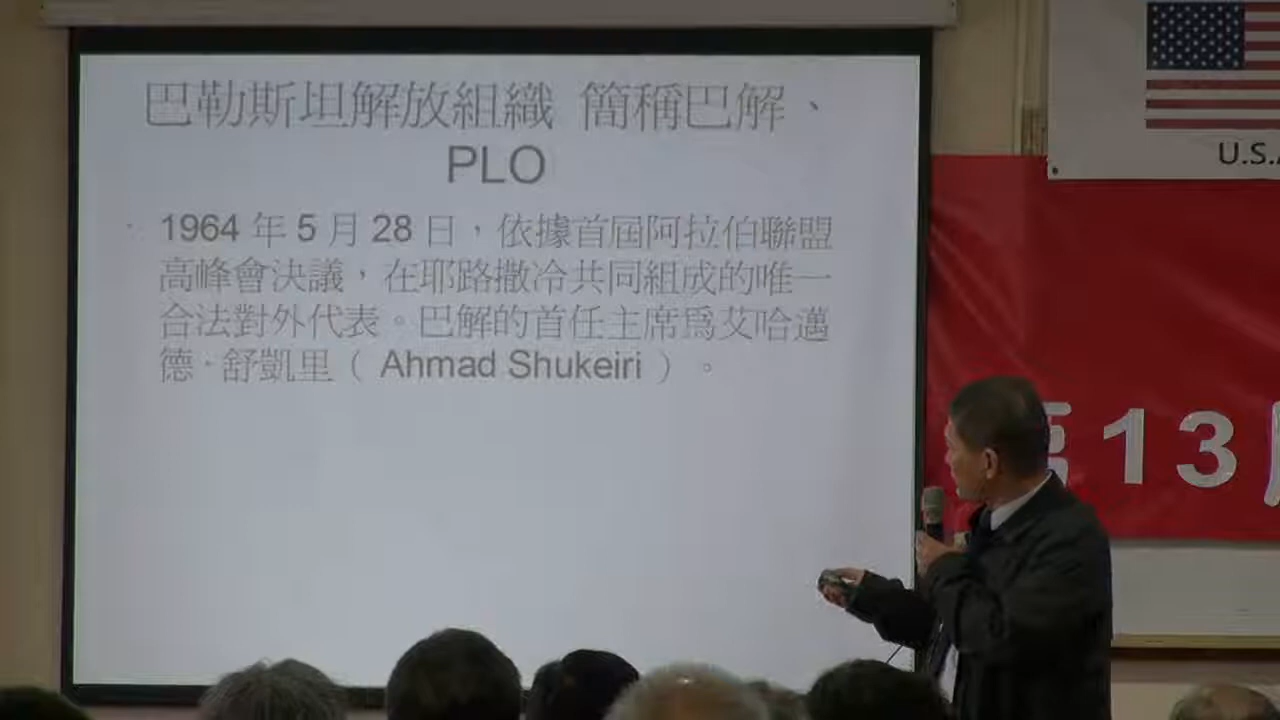 巴勒斯坦解放組織 簡稱巴解、
PLO
1964 年 5 月 28 日，依據首屆阿拉伯聯盟
高峰會決議，在耶路撒冷共同組成的唯一
合法對外代表。巴解的首任主席為艾哈邁
德·舒凱里（ Ahmad Shukeiri ）。
U.S.
13